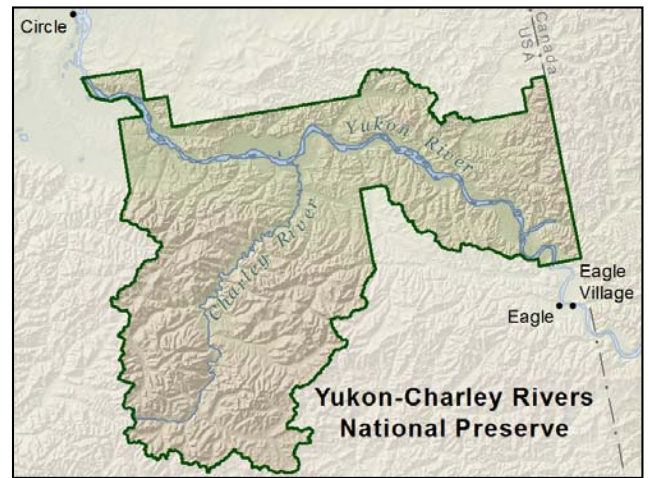 Circle
Canada
USA
Yukon River
Charley River
Eagle
Village
Eagle
Yukon-Charley Rivers
National Preserve